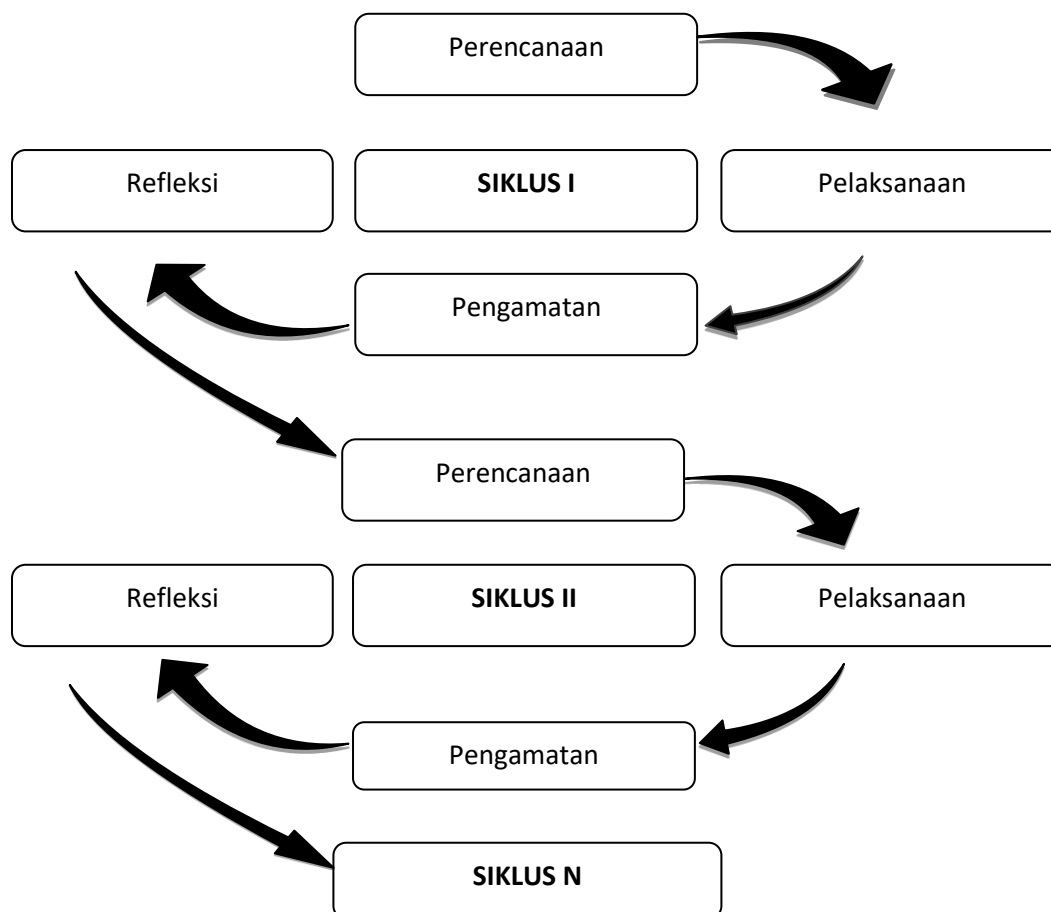 Perencanaan
Refleksi
SIKLUS I
Pelaksanaan
Pengamatan
Perencanaan
Refleksi
SIKLUS II
Pelaksanaan
Pengamatan
SIKLUS N